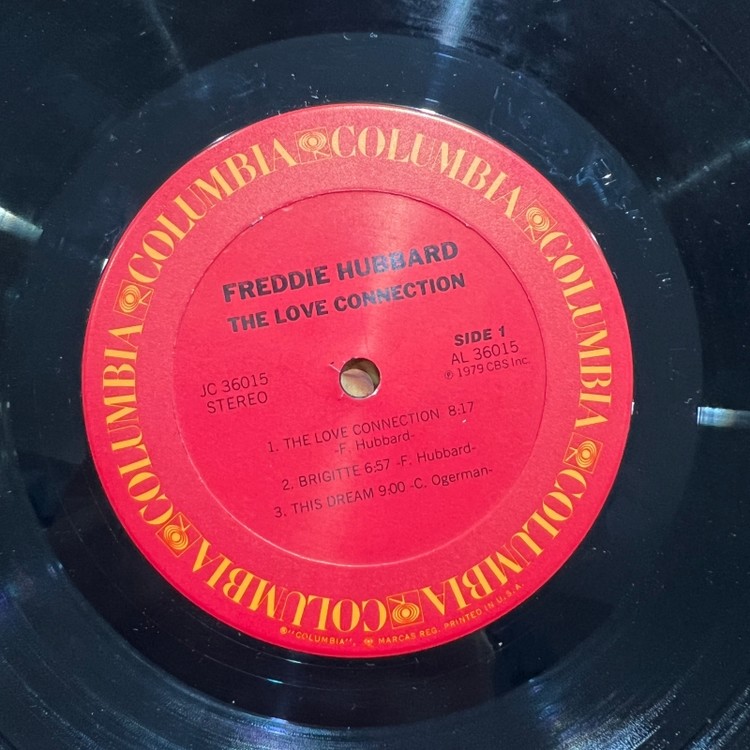 COLUMBIA COLUMBIA COLUMBIA COLUMBIA COLUMBIA COLUMBIA COLUMBIA
FREDDIE HUBBARD
THE LOVE CONNECTION
SIDE 1
AL 36015
℗ 1979 CBS Inc.
JC 36015
STEREO
1. THE LOVE CONNECTION 8:17
-F. Hubbard-
2. BRIGITTE 6:57 -F. Hubbard-
3. THIS DREAM 9:00 -C. Ogerman-
®"COLUMBIA", MARCAS REG. PRINTED IN U.S.A.